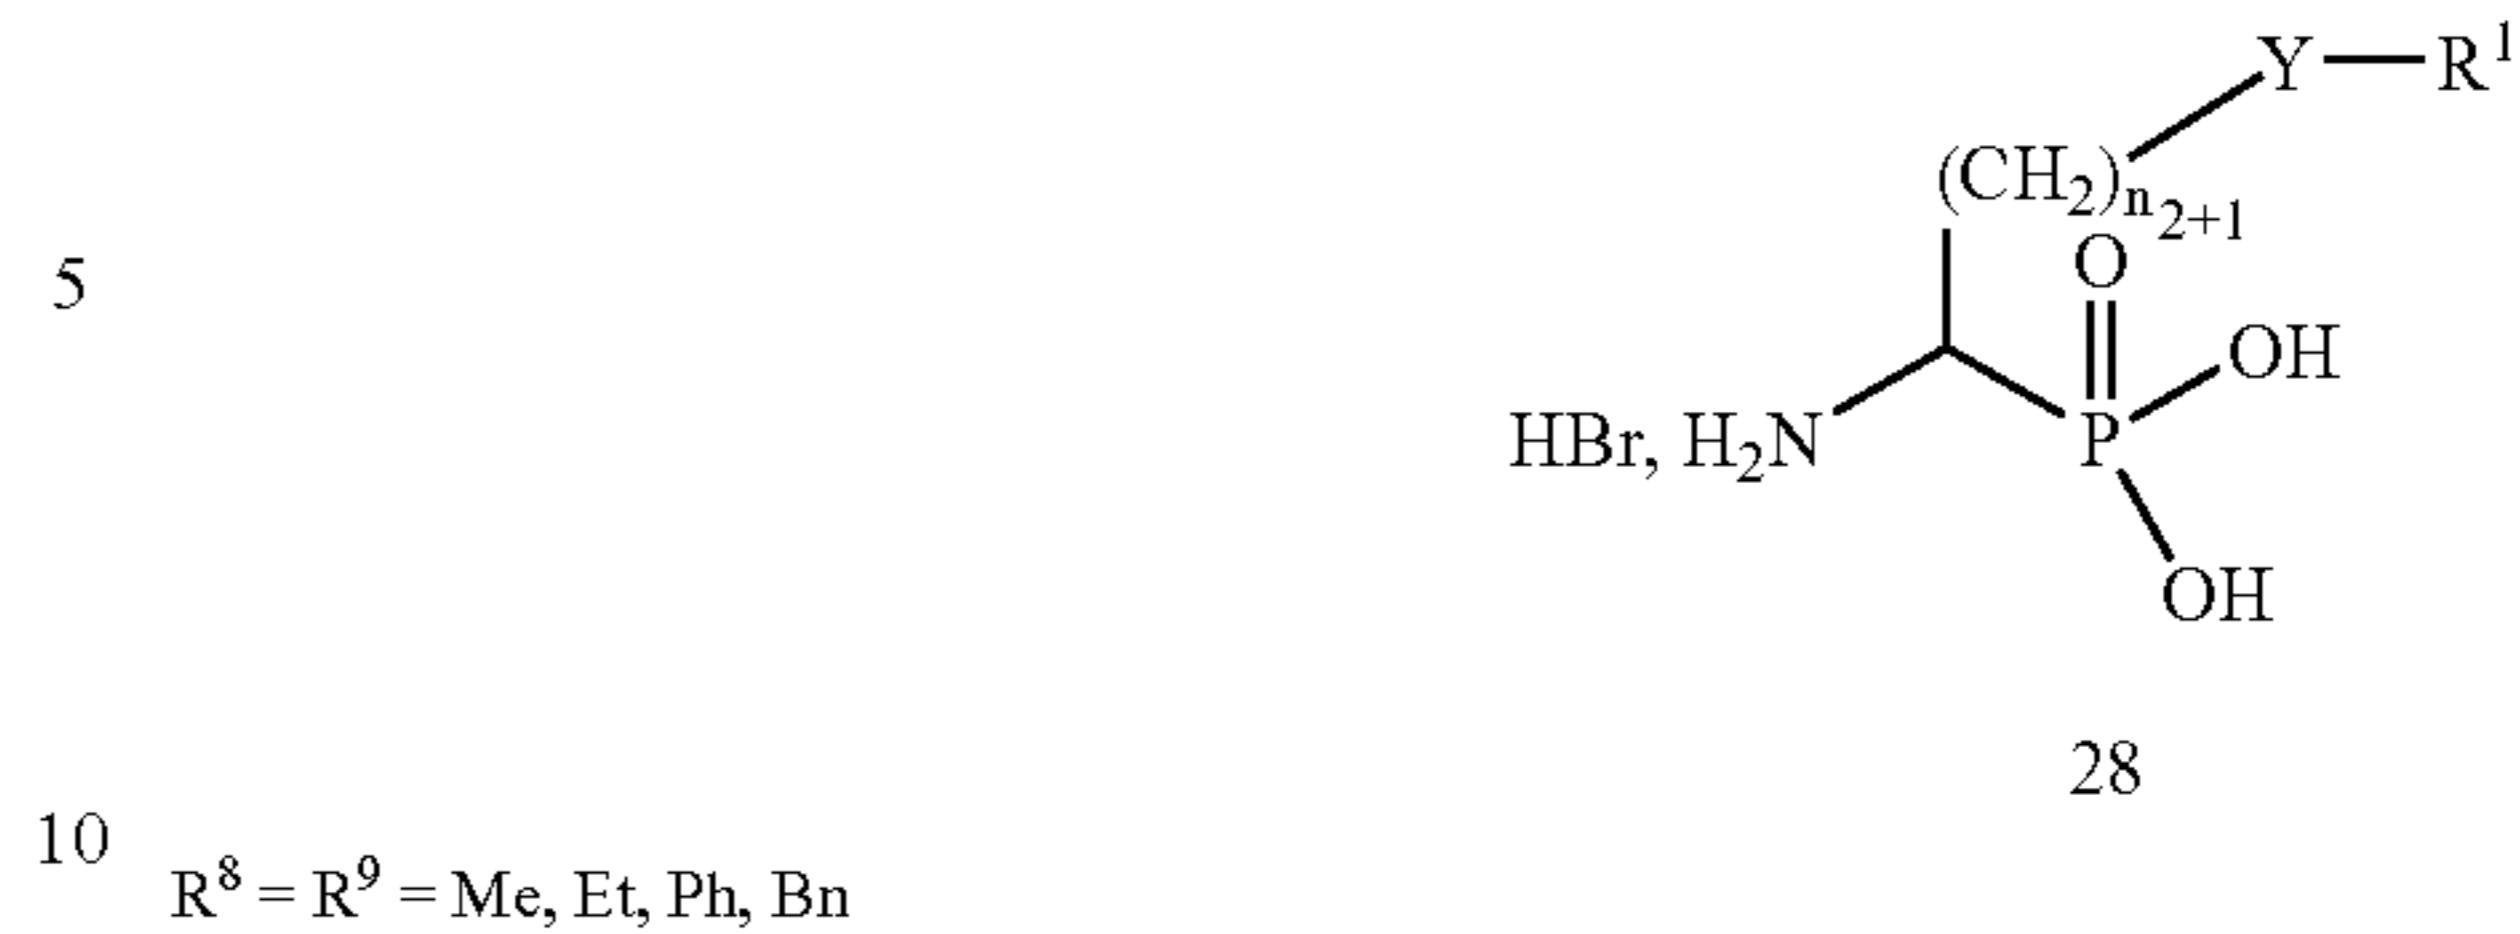 Y—R¹
(CH₂)n₂₊₁
O
5
OH
HBr, H₂N
P
OH
28
10
R⁸ = R⁹ = Me, Et, Ph, Bn